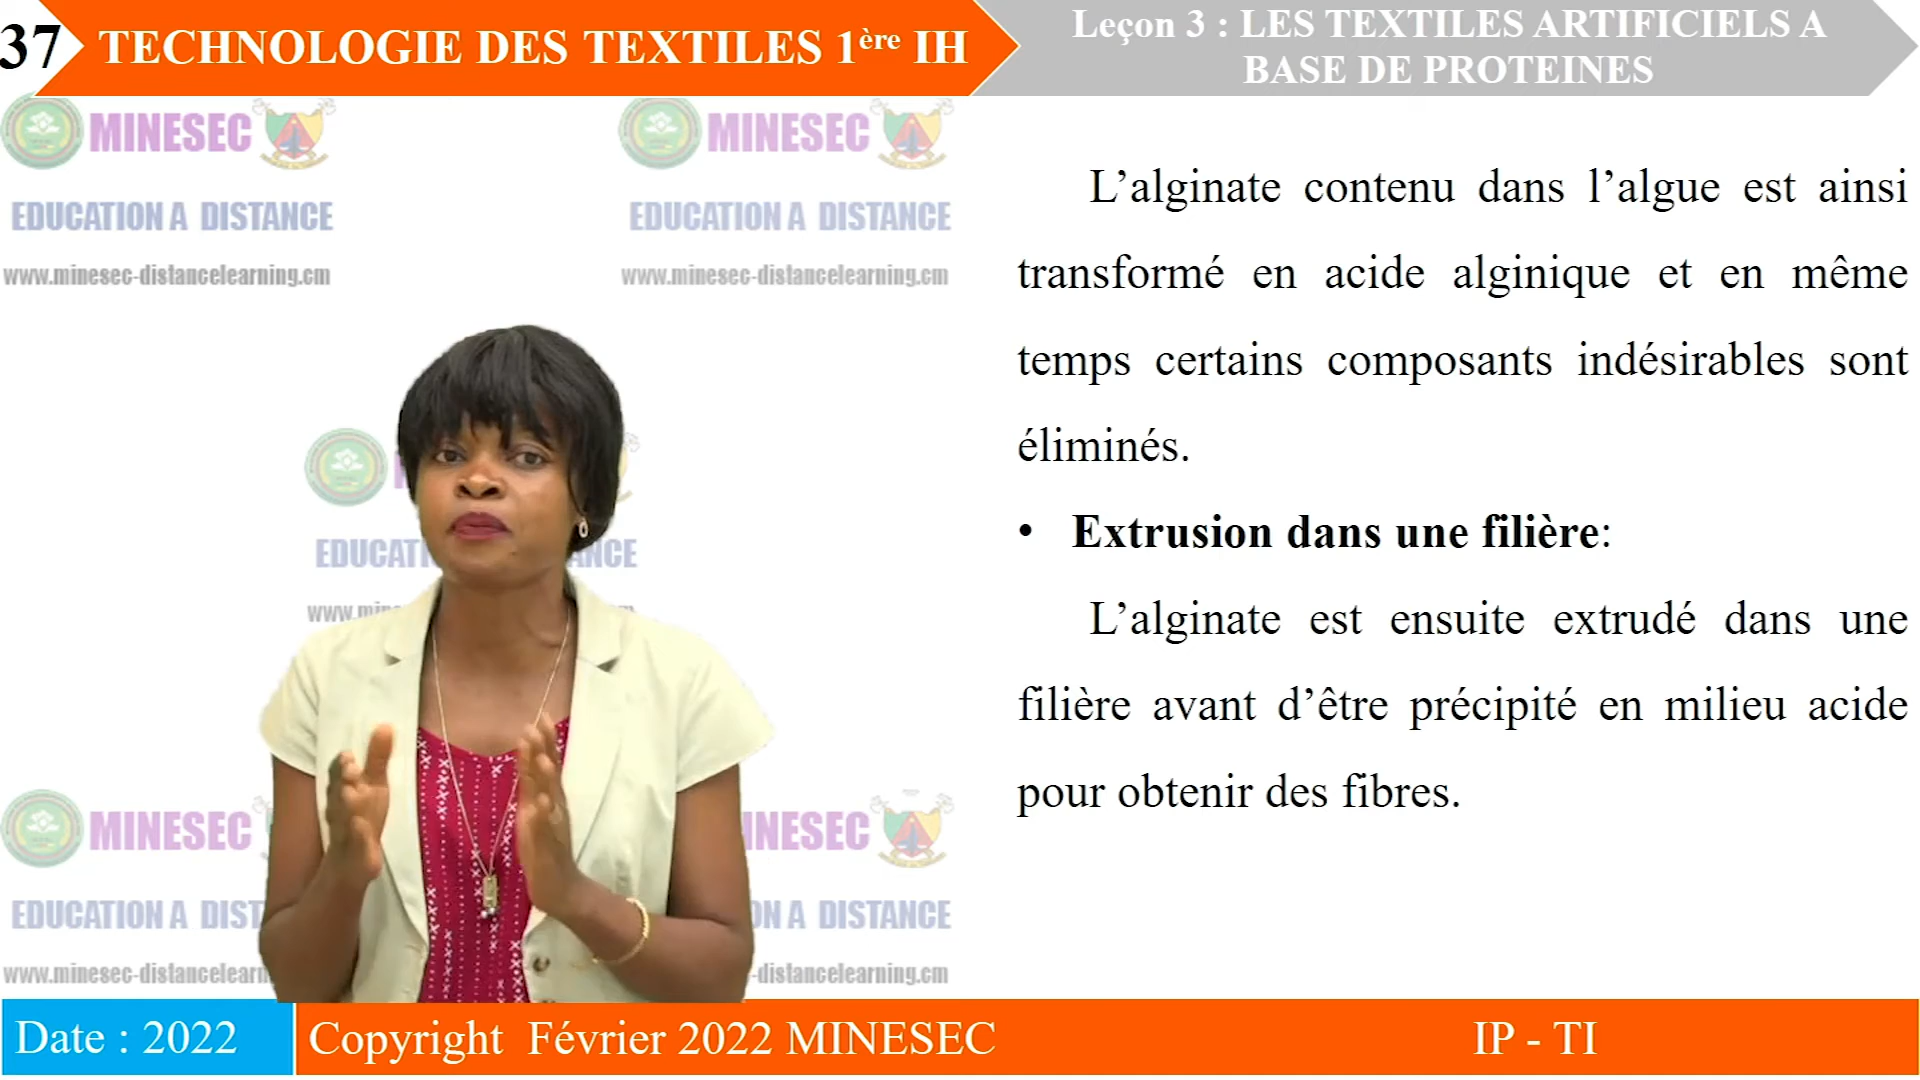 37
TECHNOLOGIE DES TEXTILES 1ère IH
Leçon 3 : LES TEXTILES ARTIFICIELS A
BASE DE PROTEINES
MINESEC
EDUCATION A DISTANCE
www.minesec-distancelearning.cm
MINESEC
EDUCATION A DISTANCE
www.minesec-distancelearning.cm
L’alginate contenu dans l’algue est ainsi
transformé en acide alginique et en même
temps certains composants indésirables sont
éliminés.
• Extrusion dans une filière:
L’alginate est ensuite extrudé dans une
filière avant d’être précipité en milieu acide
pour obtenir des fibres.
MINESEC
EDUCATION A DIST
www.minesec-distancelearn
INESEC
ON A DISTANCE
-distancelearning.cm
Date : 2022
Copyright Février 2022 MINESEC
IP - TI